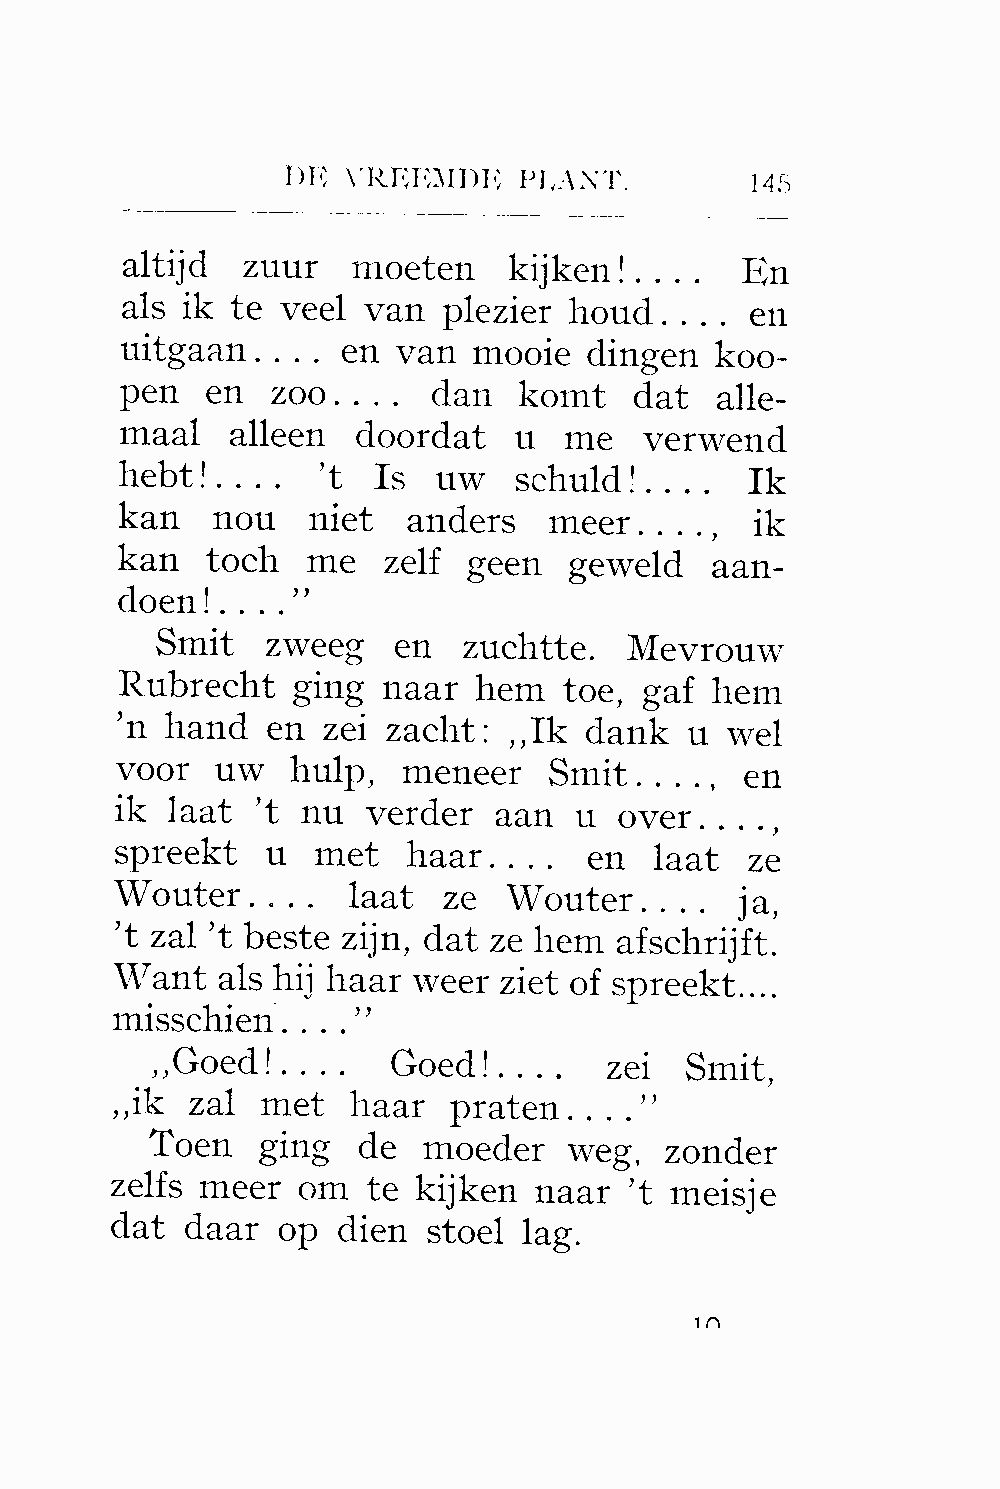 DE VREEMDE PLANT. 145
altijd zuur moeten kijken!.... En
als ik te veel van plezier houd.... en
uitgaan.... en van mooie dingen koo-
pen en zoo.... dan komt dat alle-
maal alleen doordat u me verwend
hebt!.... 't Is uw schuld!.... Ik
kan nou niet anders meer...., ik
kan toch me zelf geen geweld aan-
doen!...."
Smit zweeg en zuchtte. Mevrouw
Rubrecht ging naar hem toe, gaf hem
'n hand en zei zacht: ,,Ik dank u wel
voor uw hulp, meneer Smit...., en
ik laat 't nu verder aan u over....,
spreekt u met haar.... en laat ze
Wouter.... laat ze Wouter.... ja,
't zal 't beste zijn, dat ze hem afschrijft.
Want als hij haar weer ziet of spreekt....
misschien...."
,,Goed!.... Goed!.... zei Smit,
,,ik zal met haar praten...."
Toen ging de moeder weg, zonder
zelfs meer om te kijken naar 't meisje
dat daar op dien stoel lag.
10